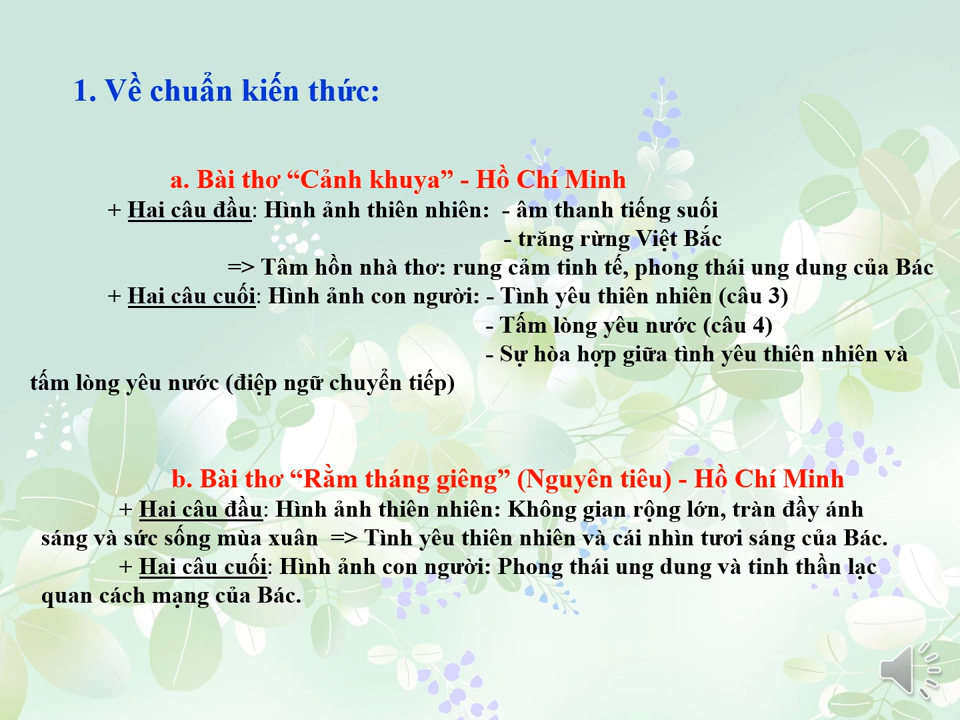 1. Về chuẩn kiến thức:
a. Bài thơ “Cảnh khuya” - Hồ Chí Minh
+ Hai câu đầu: Hình ảnh thiên nhiên: - âm thanh tiếng suối
- trăng rừng Việt Bắc
=> Tâm hồn nhà thơ: rung cảm tinh tế, phong thái ung dung của Bác
+ Hai câu cuối: Hình ảnh con người: - Tình yêu thiên nhiên (câu 3)
- Tấm lòng yêu nước (câu 4)
- Sự hòa hợp giữa tình yêu thiên nhiên và
tấm lòng yêu nước (điệp ngữ chuyển tiếp)
b. Bài thơ “Rằm tháng giêng” (Nguyên tiêu) - Hồ Chí Minh
+ Hai câu đầu: Hình ảnh thiên nhiên: Không gian rộng lớn, tràn đầy ánh
sáng và sức sống mùa xuân => Tình yêu thiên nhiên và cái nhìn tươi sáng của Bác.
+ Hai câu cuối: Hình ảnh con người: Phong thái ung dung và tinh thần lạc
quan cách mạng của Bác.